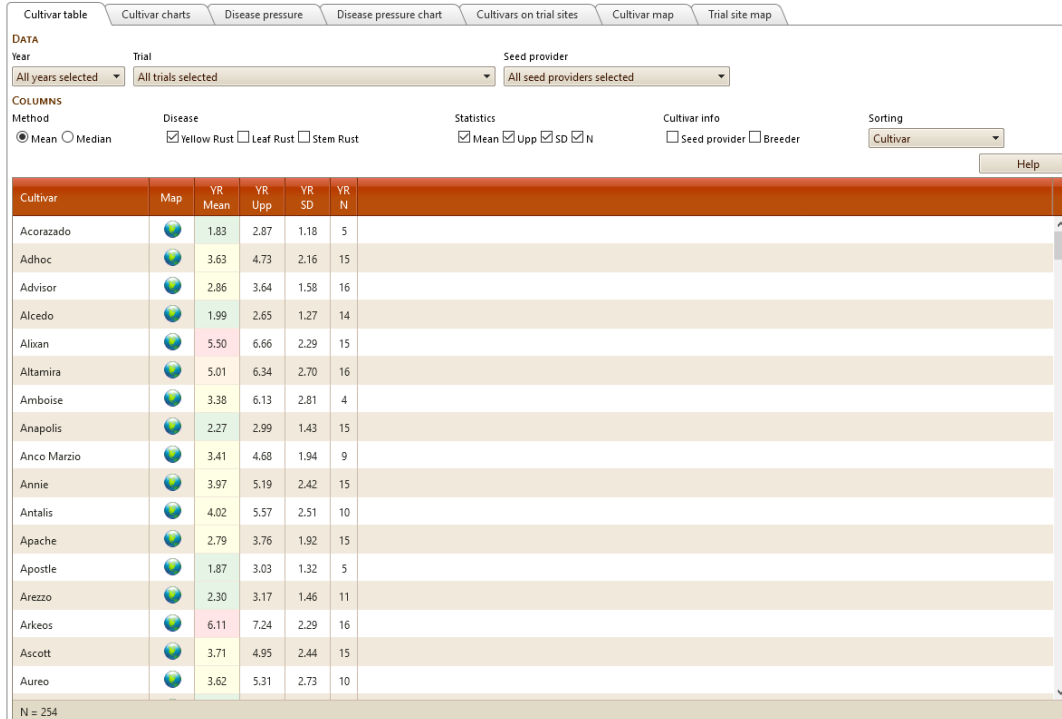 Cultivar table Cultivar charts Disease pressure Disease pressure chart Cultivars on trial sites Cultivar map Trial site map
DATA
Year Trial Seed provider
All years selected All trials selected All seed providers selected
COLUMNS
Method Disease Statistics Cultivar info Sorting
Mean Median Yellow Rust Leaf Rust Stem Rust Mean Upp SD N Seed provider Breeder Cultivar
Help
Cultivar Map YR Mean YR Upp YR SD YR N
Acorazado 1.83 2.87 1.18 5
Adhoc 3.63 4.73 2.16 15
Advisor 2.86 3.64 1.58 16
Alcedo 1.99 2.65 1.27 14
Alixan 5.50 6.66 2.29 15
Altamira 5.01 6.34 2.70 16
Amboise 3.38 6.13 2.81 4
Anapolis 2.27 2.99 1.43 15
Anco Marzio 3.41 4.68 1.94 9
Annie 3.97 5.19 2.42 15
Antalis 4.02 5.57 2.51 10
Apache 2.79 3.76 1.92 15
Apostle 1.87 3.03 1.32 5
Arezzo 2.30 3.17 1.46 11
Arkeos 6.11 7.24 2.29 16
Ascott 3.71 4.95 2.44 15
Aureo 3.62 5.31 2.73 10
N = 254